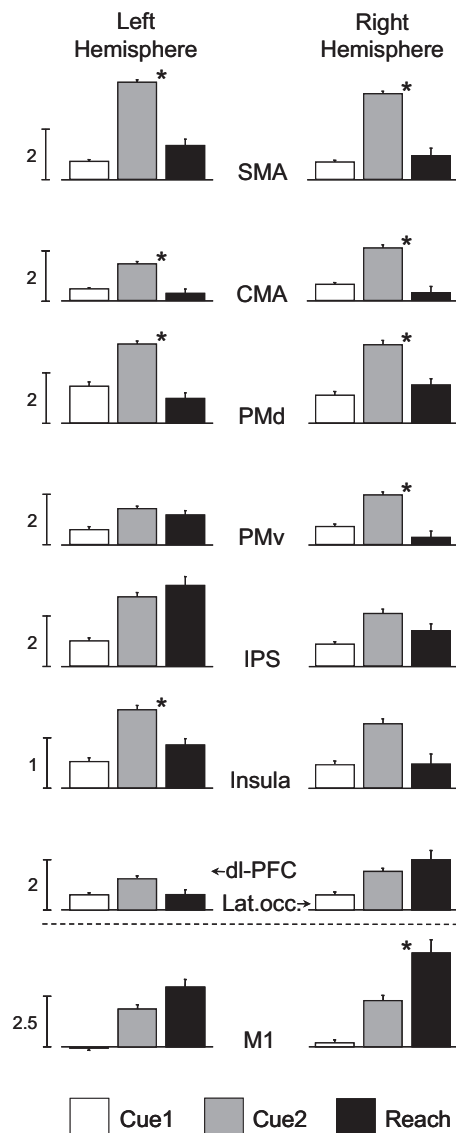 Left Hemisphere
Right Hemisphere
*
*
2
SMA
*
*
2
CMA
*
*
2
PMd
*
2
PMv
2
IPS
*
1
Insula
2
←dl-PFC
Lat.occ.→
*
2.5
M1
Cue1 Cue2 Reach